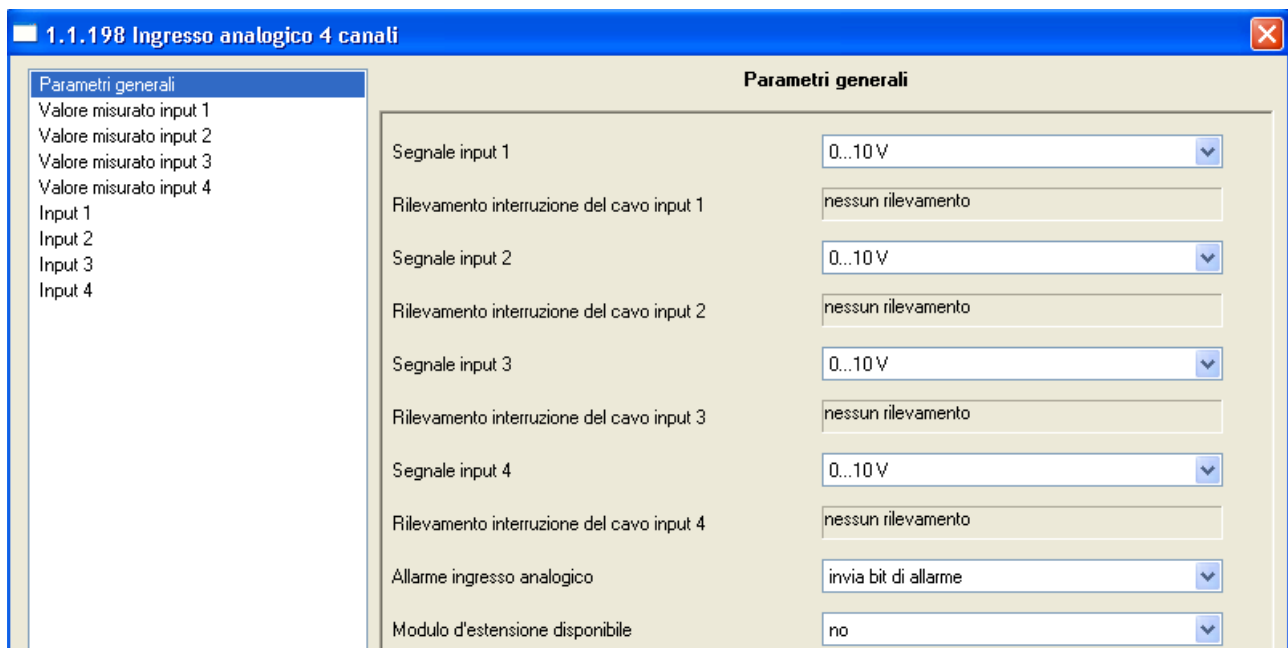 1.1.198 Ingresso analogico 4 canali
Parametri generali
Valore misurato input 1
Valore misurato input 2
Valore misurato input 3
Valore misurato input 4
Input 1
Input 2
Input 3
Input 4
Parametri generali
Segnale input 1 0...10 V
Rilevamento interruzione del cavo input 1 nessun rilevamento
Segnale input 2 0...10 V
Rilevamento interruzione del cavo input 2 nessun rilevamento
Segnale input 3 0...10 V
Rilevamento interruzione del cavo input 3 nessun rilevamento
Segnale input 4 0...10 V
Rilevamento interruzione del cavo input 4 nessun rilevamento
Allarme ingresso analogico invia bit di allarme
Modulo d'estensione disponibile no